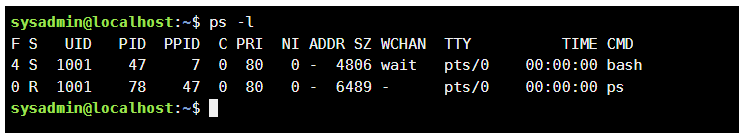 sysadmin@localhost:~$ ps -l
F S   UID   PID  PPID  C PRI  NI ADDR SZ WCHAN  TTY          TIME CMD
4 S  1001    47     7  0  80   0 -  4806 wait   pts/0    00:00:00 bash
0 R  1001    78    47  0  80   0 -  6489 -      pts/0    00:00:00 ps
sysadmin@localhost:~$